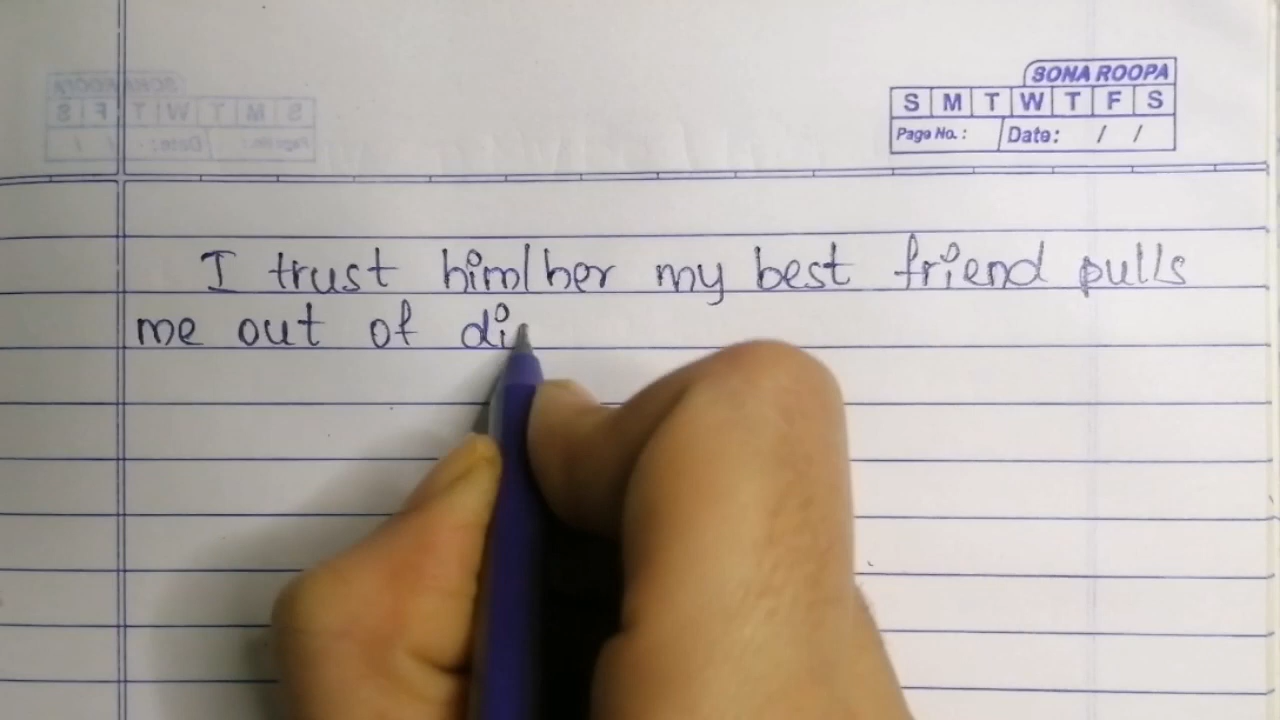 SONA ROOPA
S M T W T F S
Page No. : Date: / /
I trust him/her my best friend pulls
me out of di